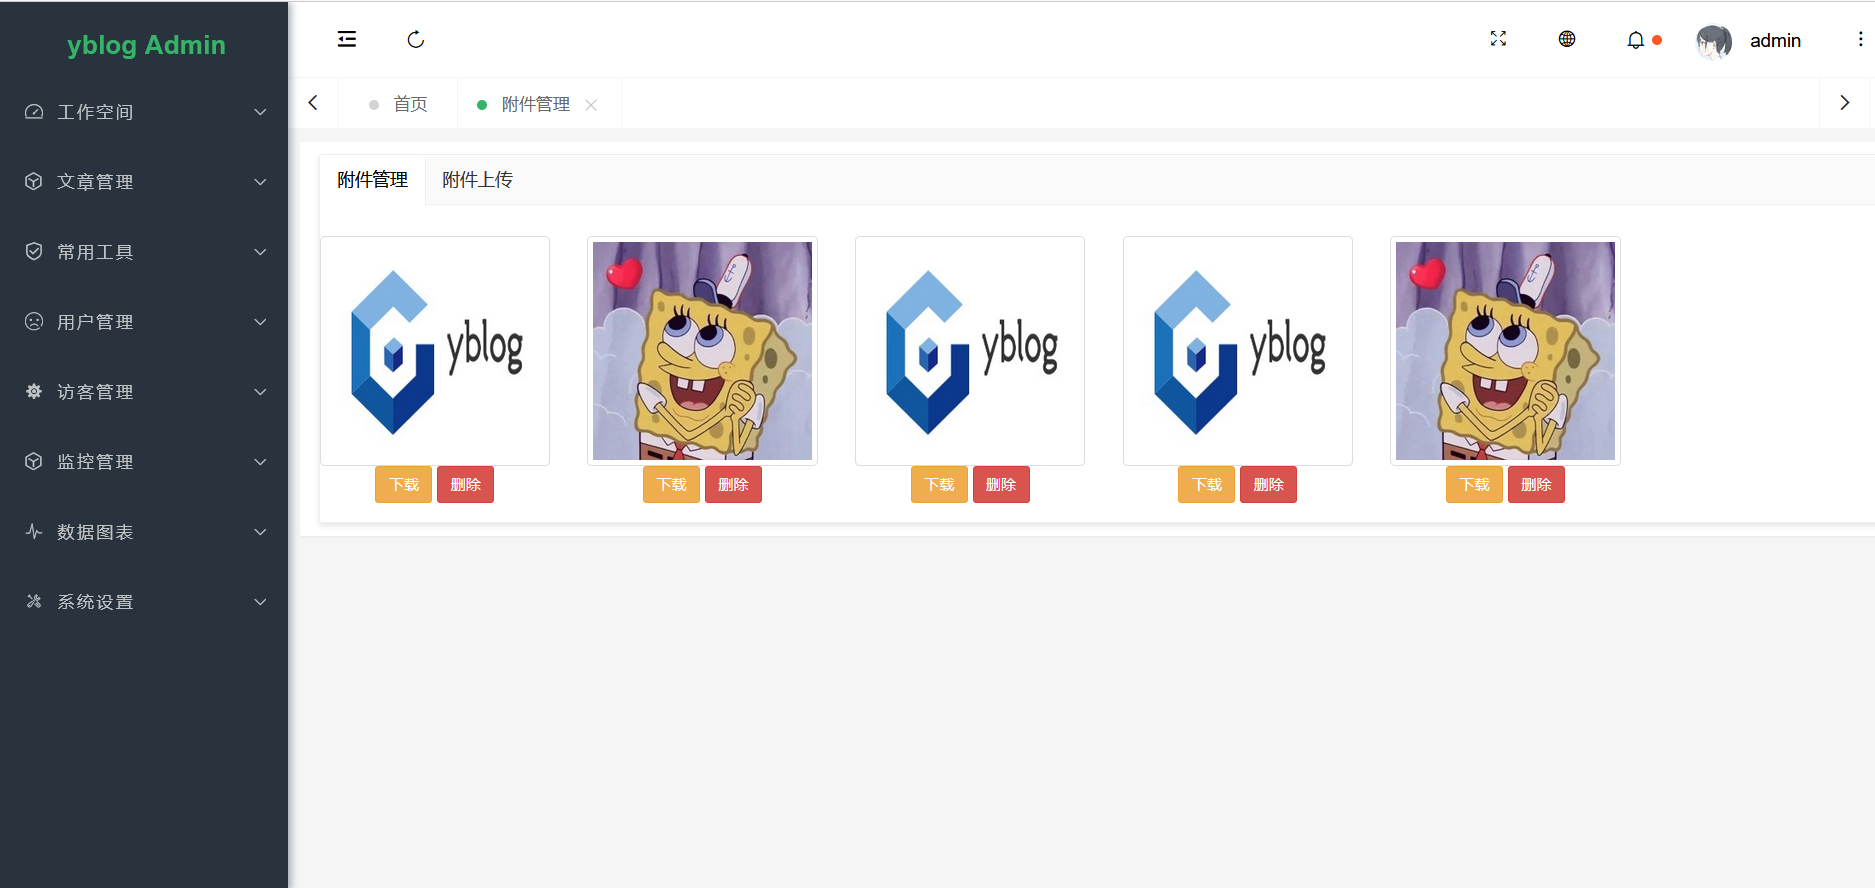 yblog Admin
admin
工作空间
文章管理
常用工具
用户管理
访客管理
监控管理
数据图表
系统设置
首页
附件管理
附件管理
附件上传
yblog
yblog
yblog
下载 删除
下载 删除
下载 删除
下载 删除
下载 删除